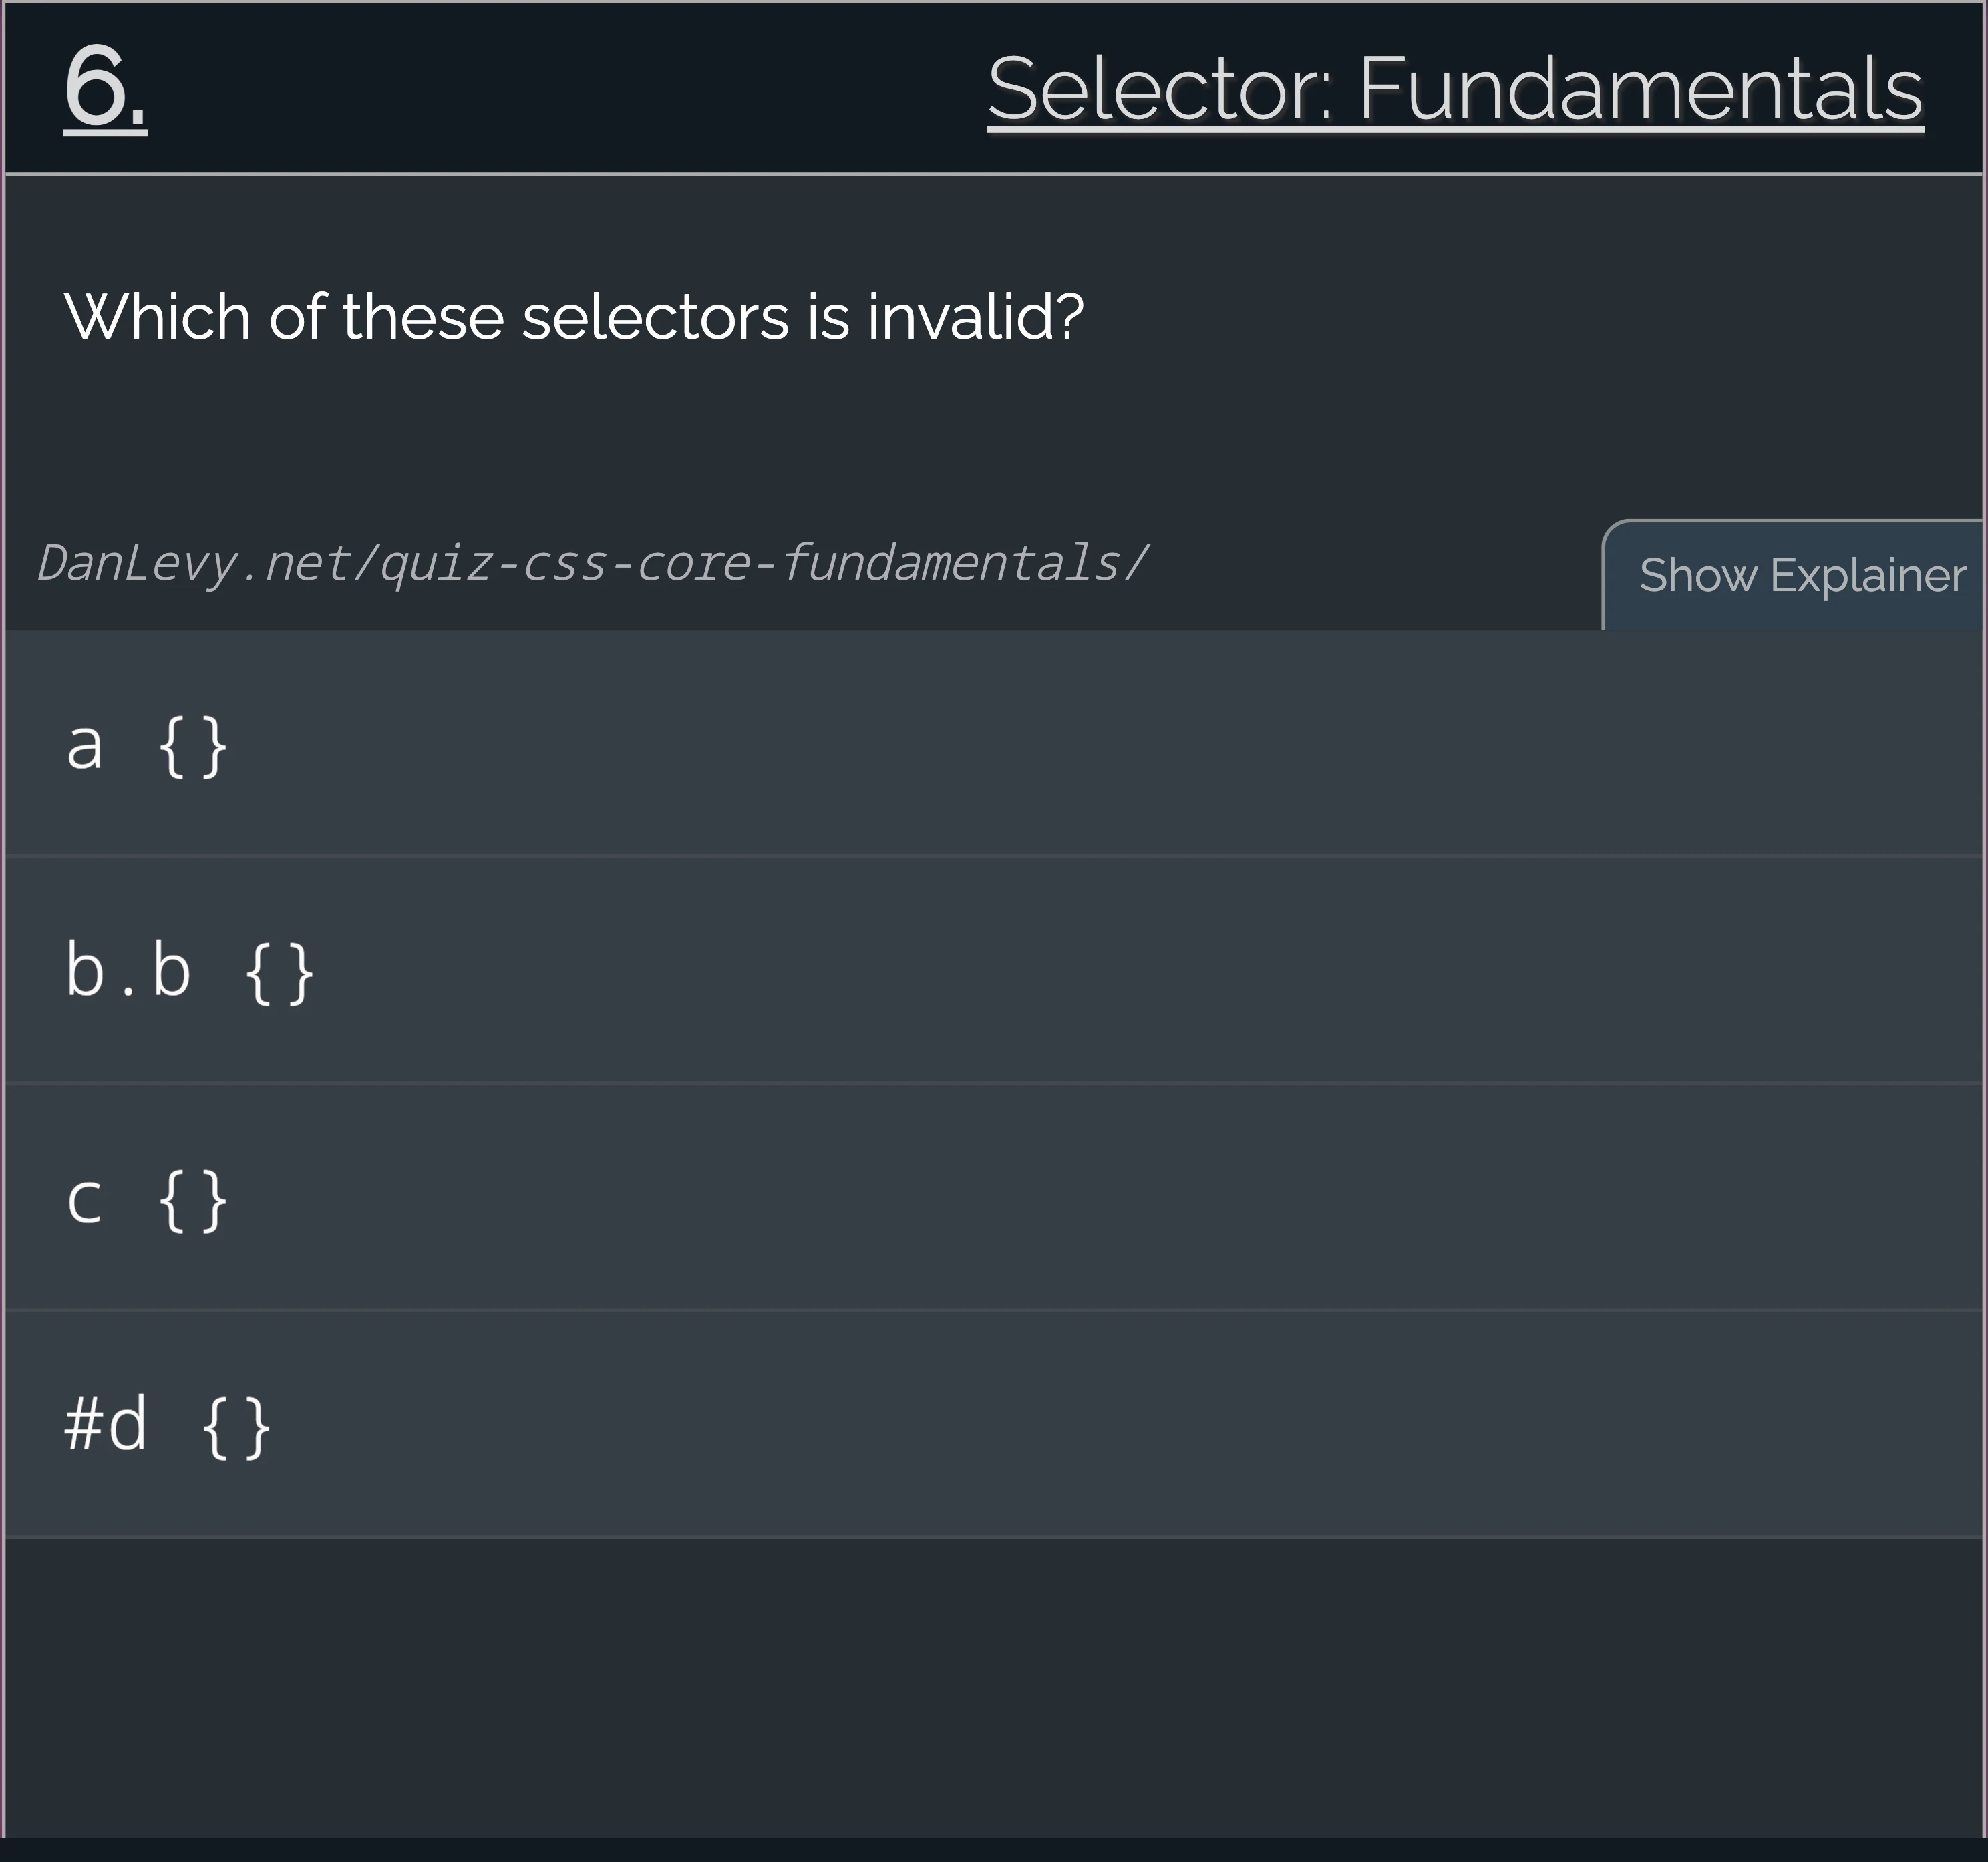 6.
Selector: Fundamentals
Which of these selectors is invalid?
DanLevy.net/quiz-css-core-fundamentals/
Show Explainer
a {}
b.b {}
c {}
#d {}